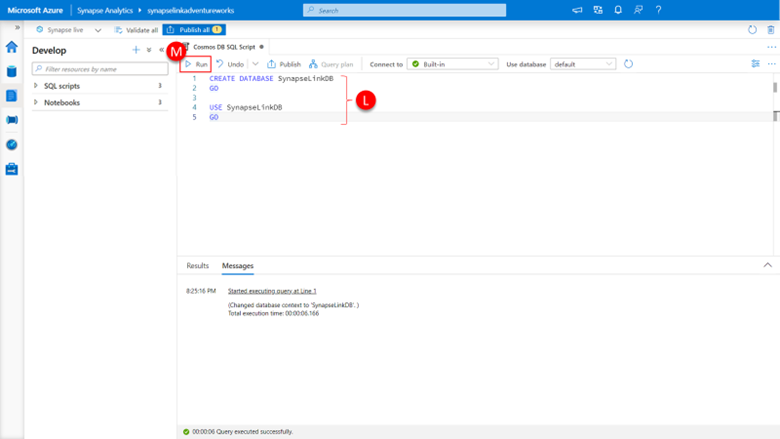 Microsoft Azure Synapse Analytics synapselinkadventureworks Search
Synapse live Validate all Publish all 1
Develop
Cosmos DB SQL Script
M
Run Undo Publish Query plan Connect to Built-in Use database default
Filter resources by name
SQL scripts 3
Notebooks 3
1 CREATE DATABASE SynapseLinkDB
2 GO
3
4 USE SynapseLinkDB
5 GO
L
Results Messages
8:25:16 PM Started executing query at Line 1
(Changed database context to 'SynapseLinkDB'. )
Total execution time: 00:00:06.166
00:00:06 Query executed successfully.